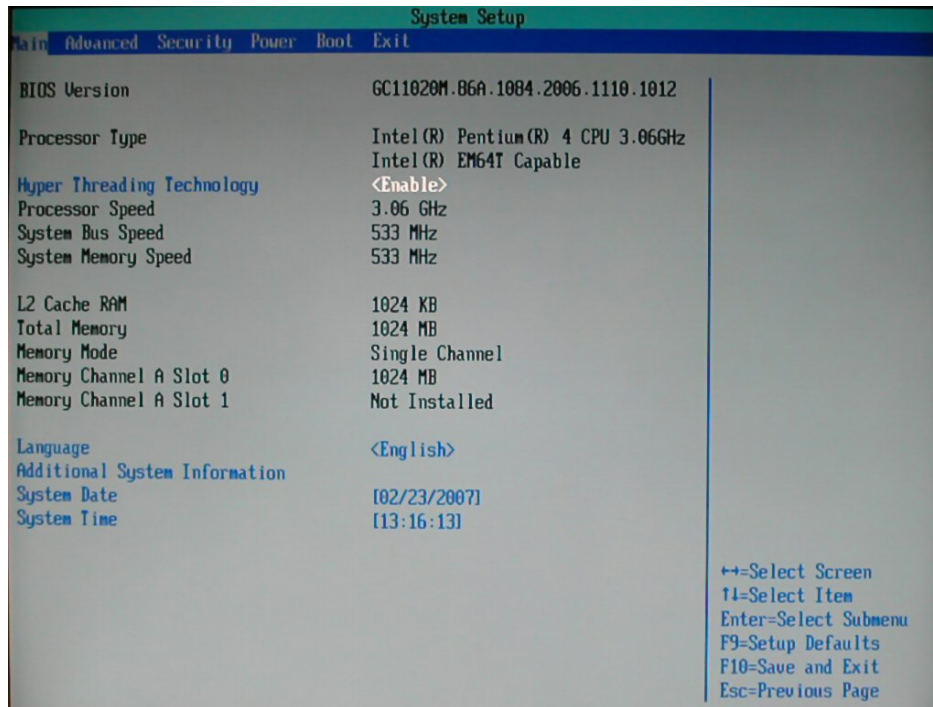 System Setup
Main Advanced Security Power Boot Exit
BIOS Version GC11020M.86A.1084.2006.1110.1012
Processor Type Intel(R) Pentium(R) 4 CPU 3.06GHz
Intel(R) EM64T Capable
Hyper Threading Technology <Enable>
Processor Speed 3.06 GHz
System Bus Speed 533 MHz
System Memory Speed 533 MHz
L2 Cache RAM 1024 KB
Total Memory 1024 MB
Memory Mode Single Channel
Memory Channel A Slot 0 1024 MB
Memory Channel A Slot 1 Not Installed
Language <English>
Additional System Information
System Date [02/23/2007]
System Time [13:16:13]
←→=Select Screen
↑↓=Select Item
Enter=Select Submenu
F9=Setup Defaults
F10=Save and Exit
Esc=Previous Page